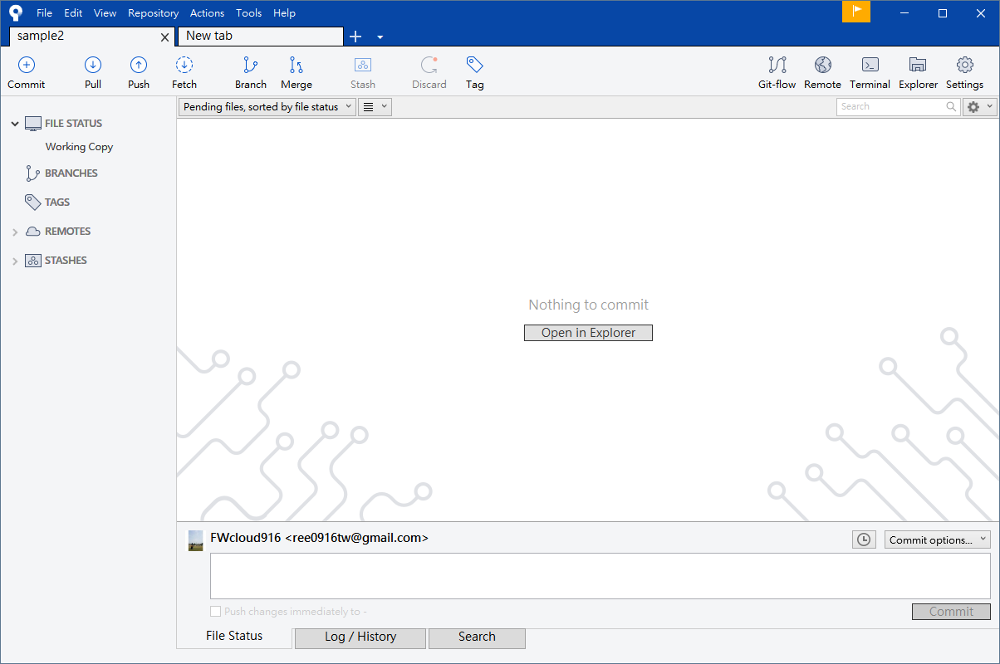 File Edit View Repository Actions Tools Help
sample2 New tab
Commit Pull Push Fetch Branch Merge Stash Discard Tag Git-flow Remote Terminal Explorer Settings
Pending files, sorted by file status Search
FILE STATUS
Working Copy
BRANCHES
TAGS
REMOTES
STASHES
Nothing to commit
Open in Explorer
FWcloud916 <ree0916tw@gmail.com> Commit options...
Push changes immediately to - Commit
File Status Log / History Search